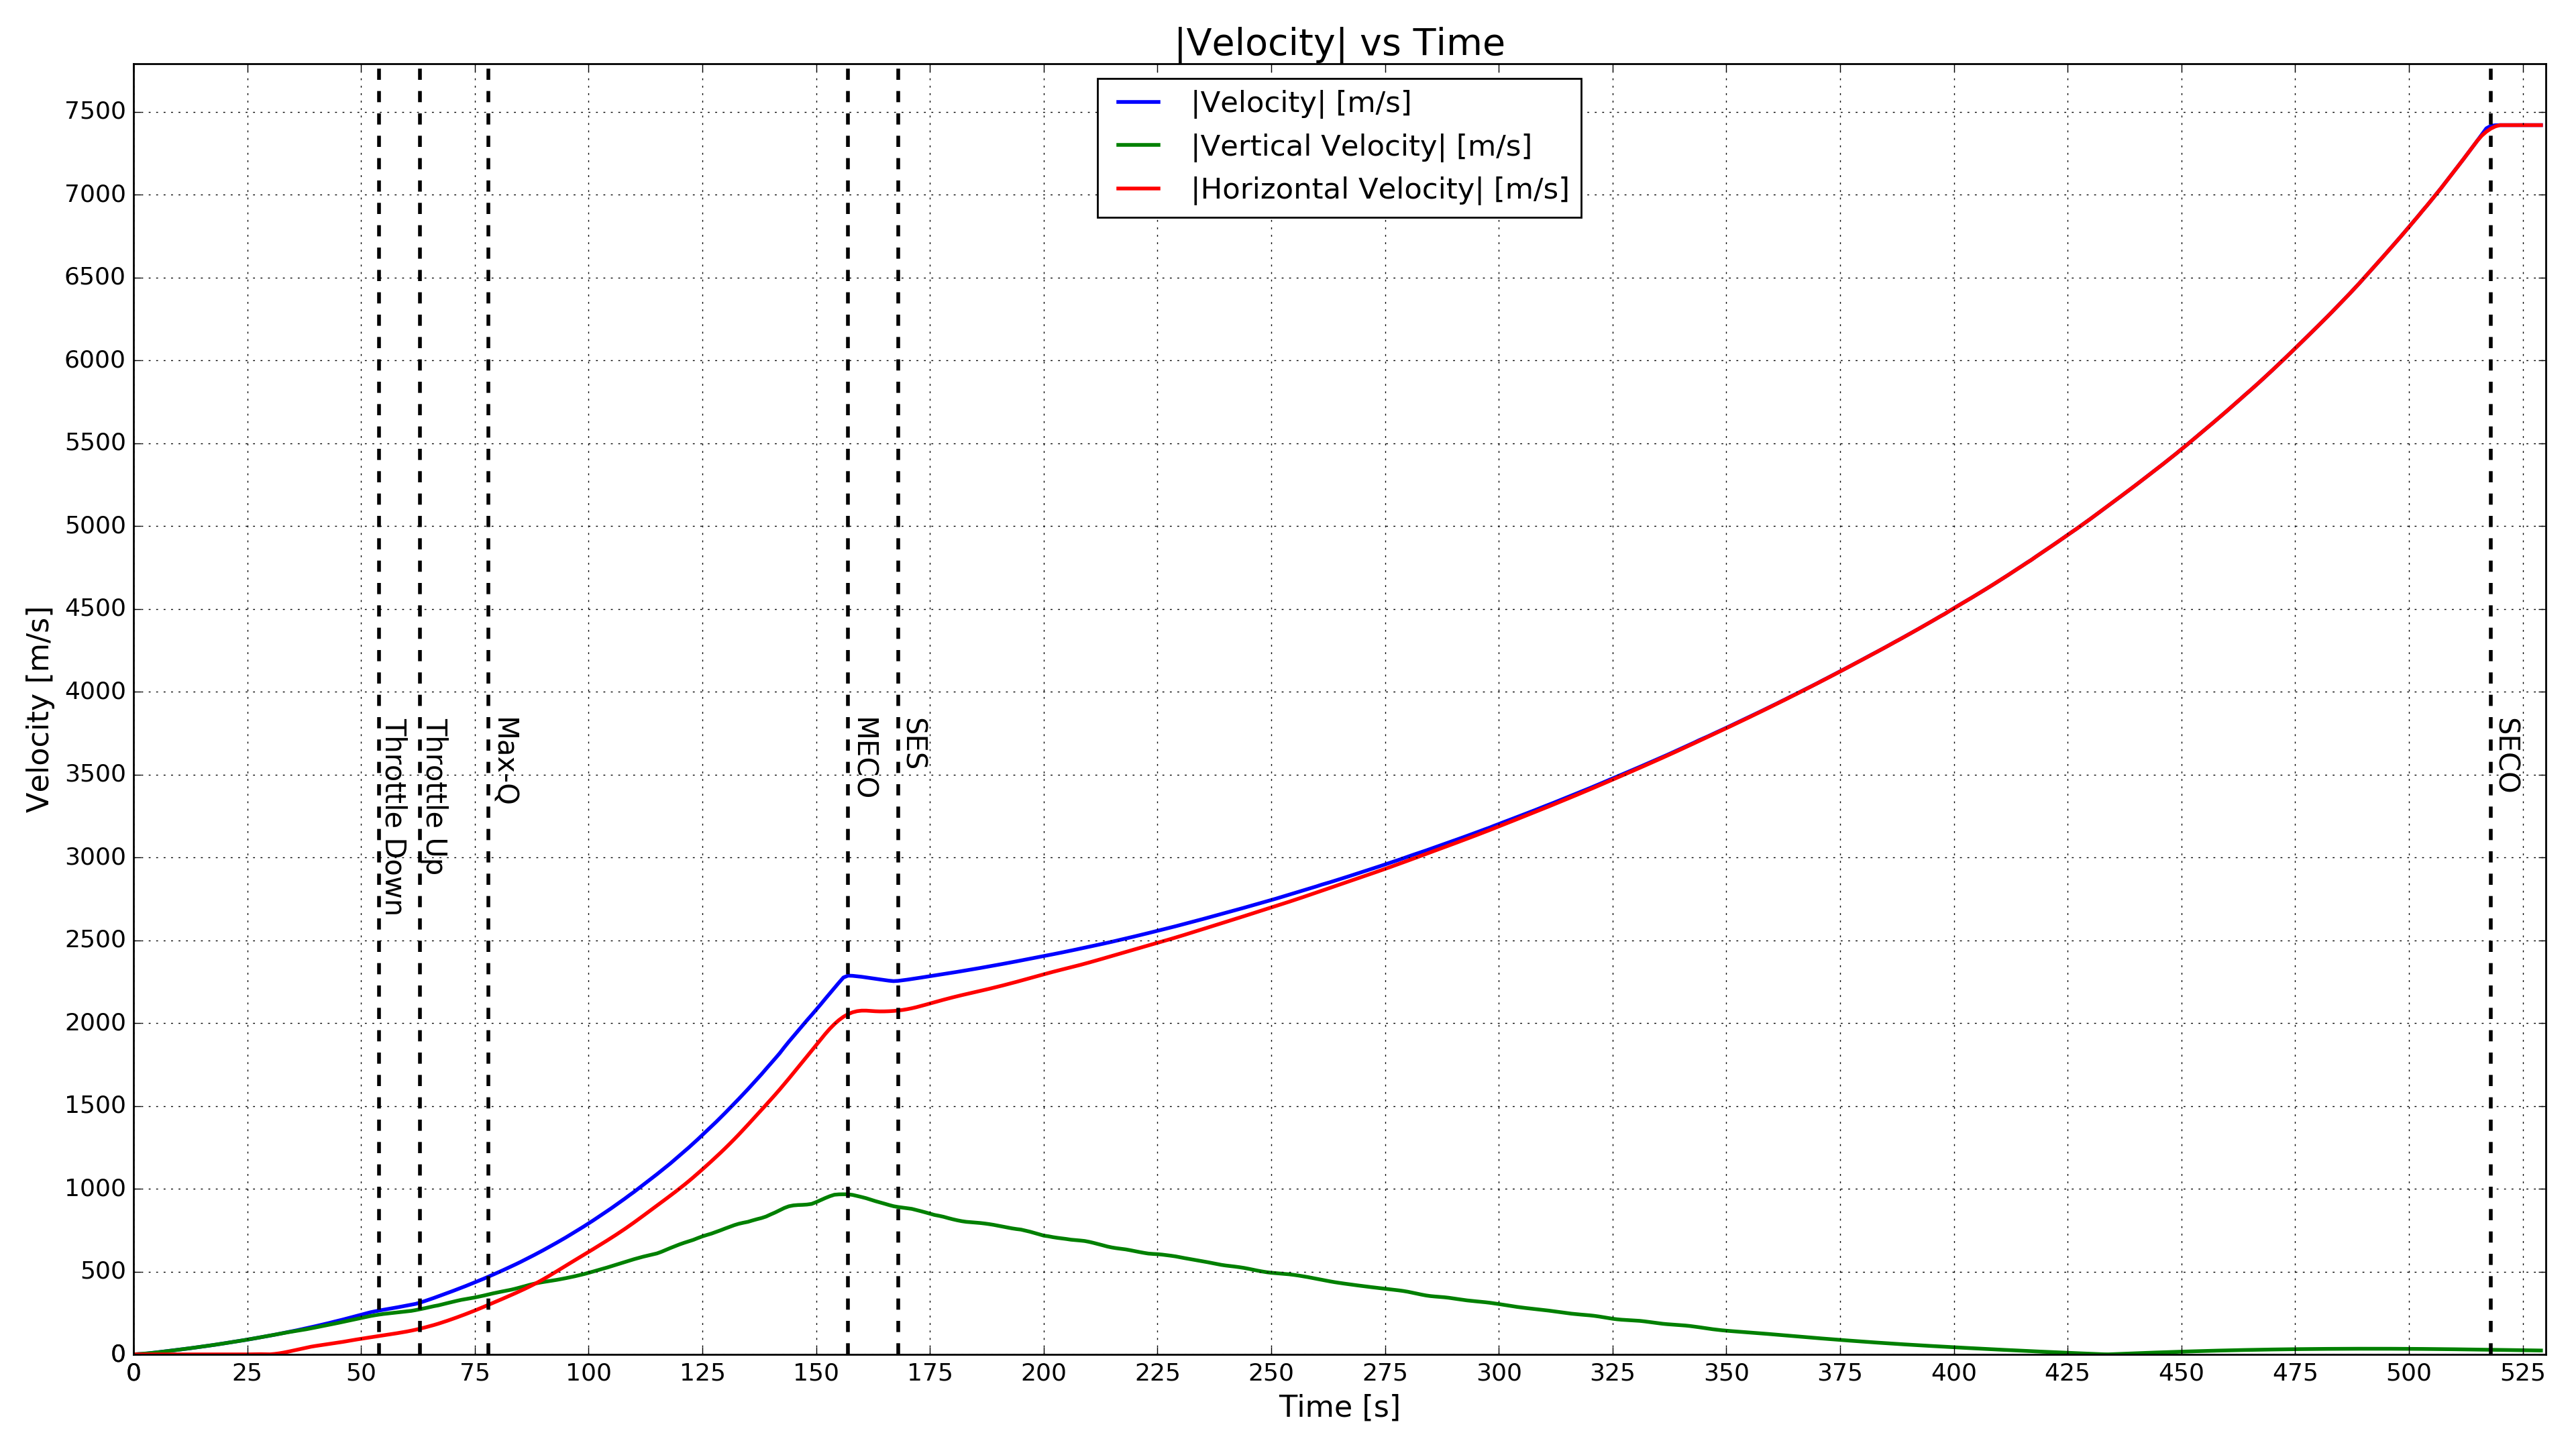 |Velocity| vs Time
|Velocity| [m/s]
|Vertical Velocity| [m/s]
|Horizontal Velocity| [m/s]
Velocity [m/s]
7500
7000
6500
6000
5500
5000
4500
4000
3500
3000
2500
2000
1500
1000
500
0
Throttle Down
Throttle Up
Max-Q
MECO
SES
SECO
0 25 50 75 100 125 150 175 200 225 250 275 300 325 350 375 400 425 450 475 500 525
Time [s]